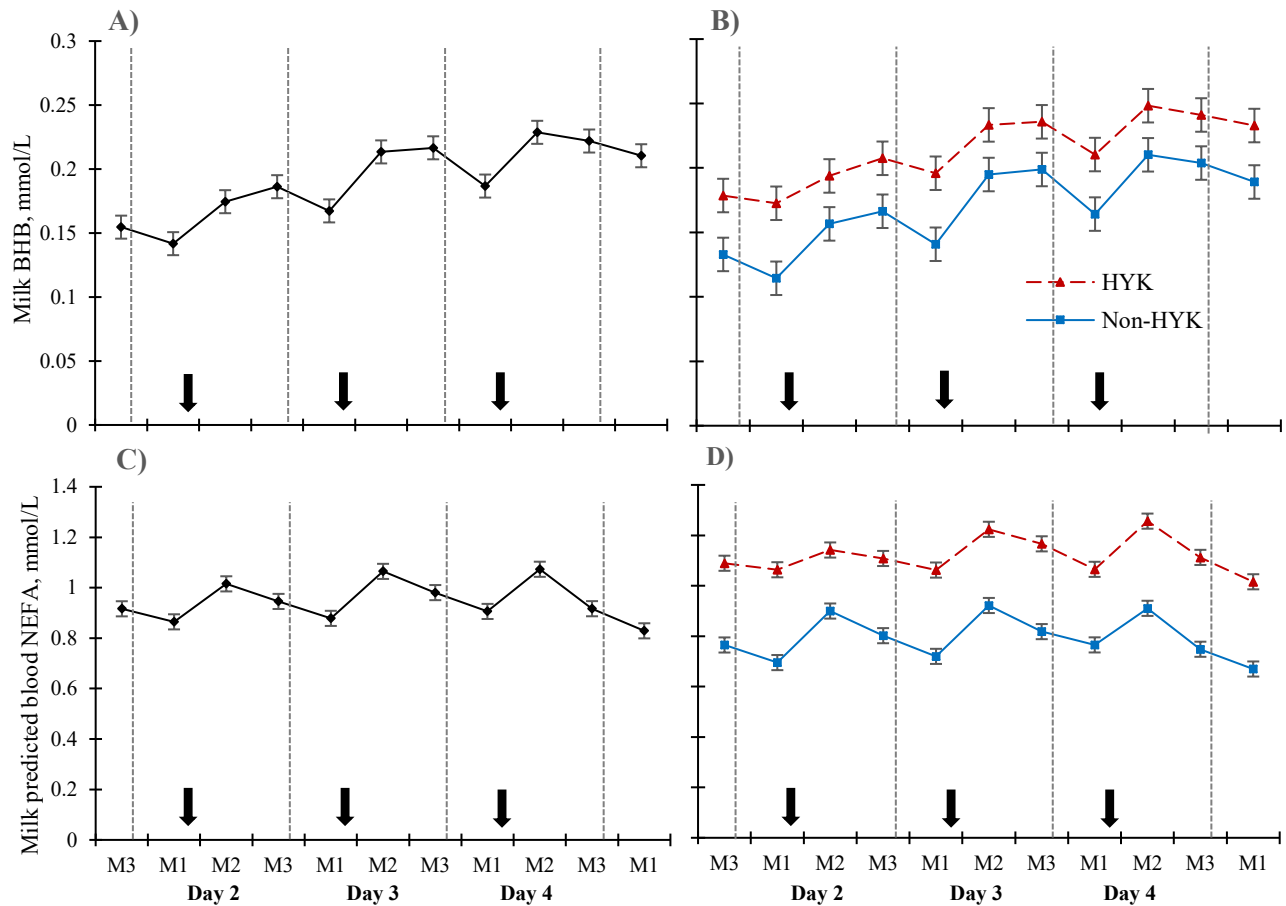 A)
B)
Milk BHB, mmol/L
0.3
0.25
0.2
0.15
0.1
0.05
0
HYK
Non-HYK
C)
D)
Milk predicted blood NEFA, mmol/L
1.4
1.2
1
0.8
0.6
0.4
0.2
0
M3 M1 M2 M3 M1 M2 M3 M1 M2 M3 M1
Day 2 Day 3 Day 4
M3 M1 M2 M3 M1 M2 M3 M1 M2 M3 M1
Day 2 Day 3 Day 4